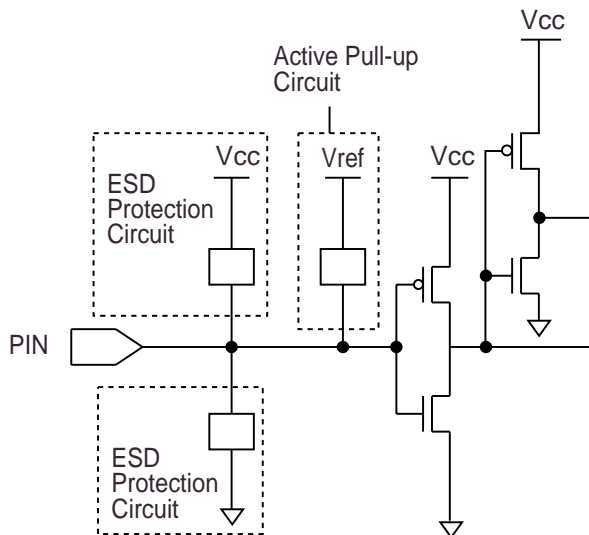 Vcc
Active Pull-up
Circuit
Vcc
Vref
Vcc
ESD
Protection
Circuit
PIN
ESD
Protection
Circuit